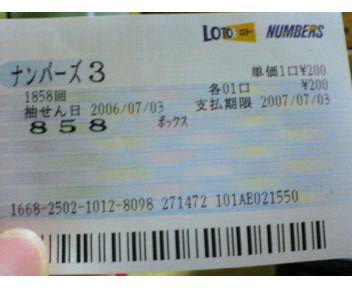 LOTO ロト NUMBERS
ナンバーズ3 単価1口¥200
1858回 各01口 ¥200
抽せん日 2006/07/03 支払期限 2007/07/03
858 ボックス
1668-2502-1012-8098 271472 101AE021550